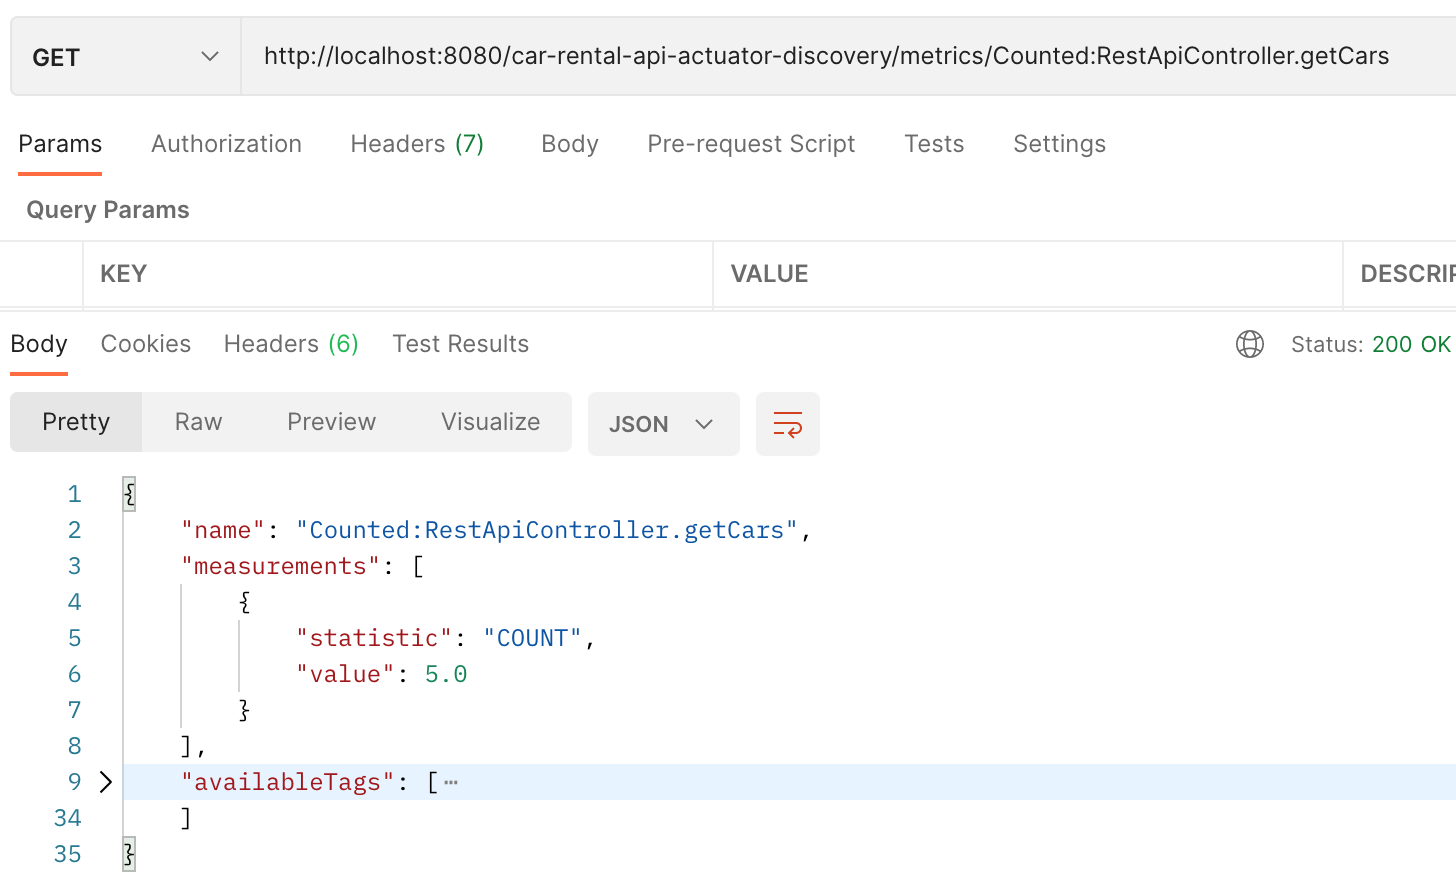 GET http://localhost:8080/car-rental-api-actuator-discovery/metrics/Counted:RestApiController.getCars
Params Authorization Headers (7) Body Pre-request Script Tests Settings
Query Params
KEY VALUE DESCRIP
Body Cookies Headers (6) Test Results Status: 200 OK
Pretty Raw Preview Visualize JSON
1 {
2 "name": "Counted:RestApiController.getCars",
3 "measurements": [
4 {
5 "statistic": "COUNT",
6 "value": 5.0
7 }
8 ],
9 "availableTags": [⋯
34 ]
35 }